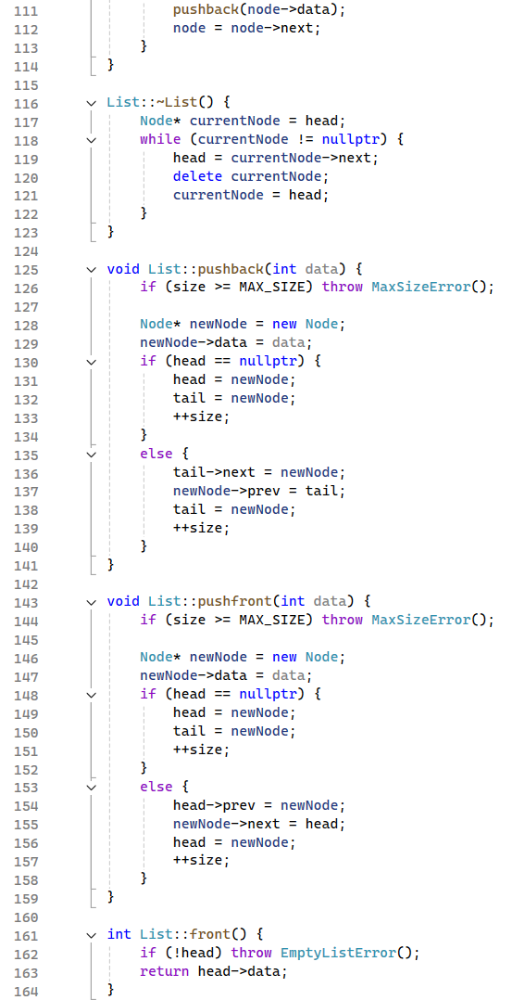 111 pushback(node->data);
112 node = node->next;
113 }
114 }
115
116 List::~List() {
117 Node* currentNode = head;
118 while (currentNode != nullptr) {
119 head = currentNode->next;
120 delete currentNode;
121 currentNode = head;
122 }
123 }
124
125 void List::pushback(int data) {
126 if (size >= MAX_SIZE) throw MaxSizeError();
127
128 Node* newNode = new Node;
129 newNode->data = data;
130 if (head == nullptr) {
131 head = newNode;
132 tail = newNode;
133 ++size;
134 }
135 else {
136 tail->next = newNode;
137 newNode->prev = tail;
138 tail = newNode;
139 ++size;
140 }
141 }
142
143 void List::pushfront(int data) {
144 if (size >= MAX_SIZE) throw MaxSizeError();
145
146 Node* newNode = new Node;
147 newNode->data = data;
148 if (head == nullptr) {
149 head = newNode;
150 tail = newNode;
151 ++size;
152 }
153 else {
154 head->prev = newNode;
155 newNode->next = head;
156 head = newNode;
157 ++size;
158 }
159 }
160
161 int List::front() {
162 if (!head) throw EmptyListError();
163 return head->data;
164 }